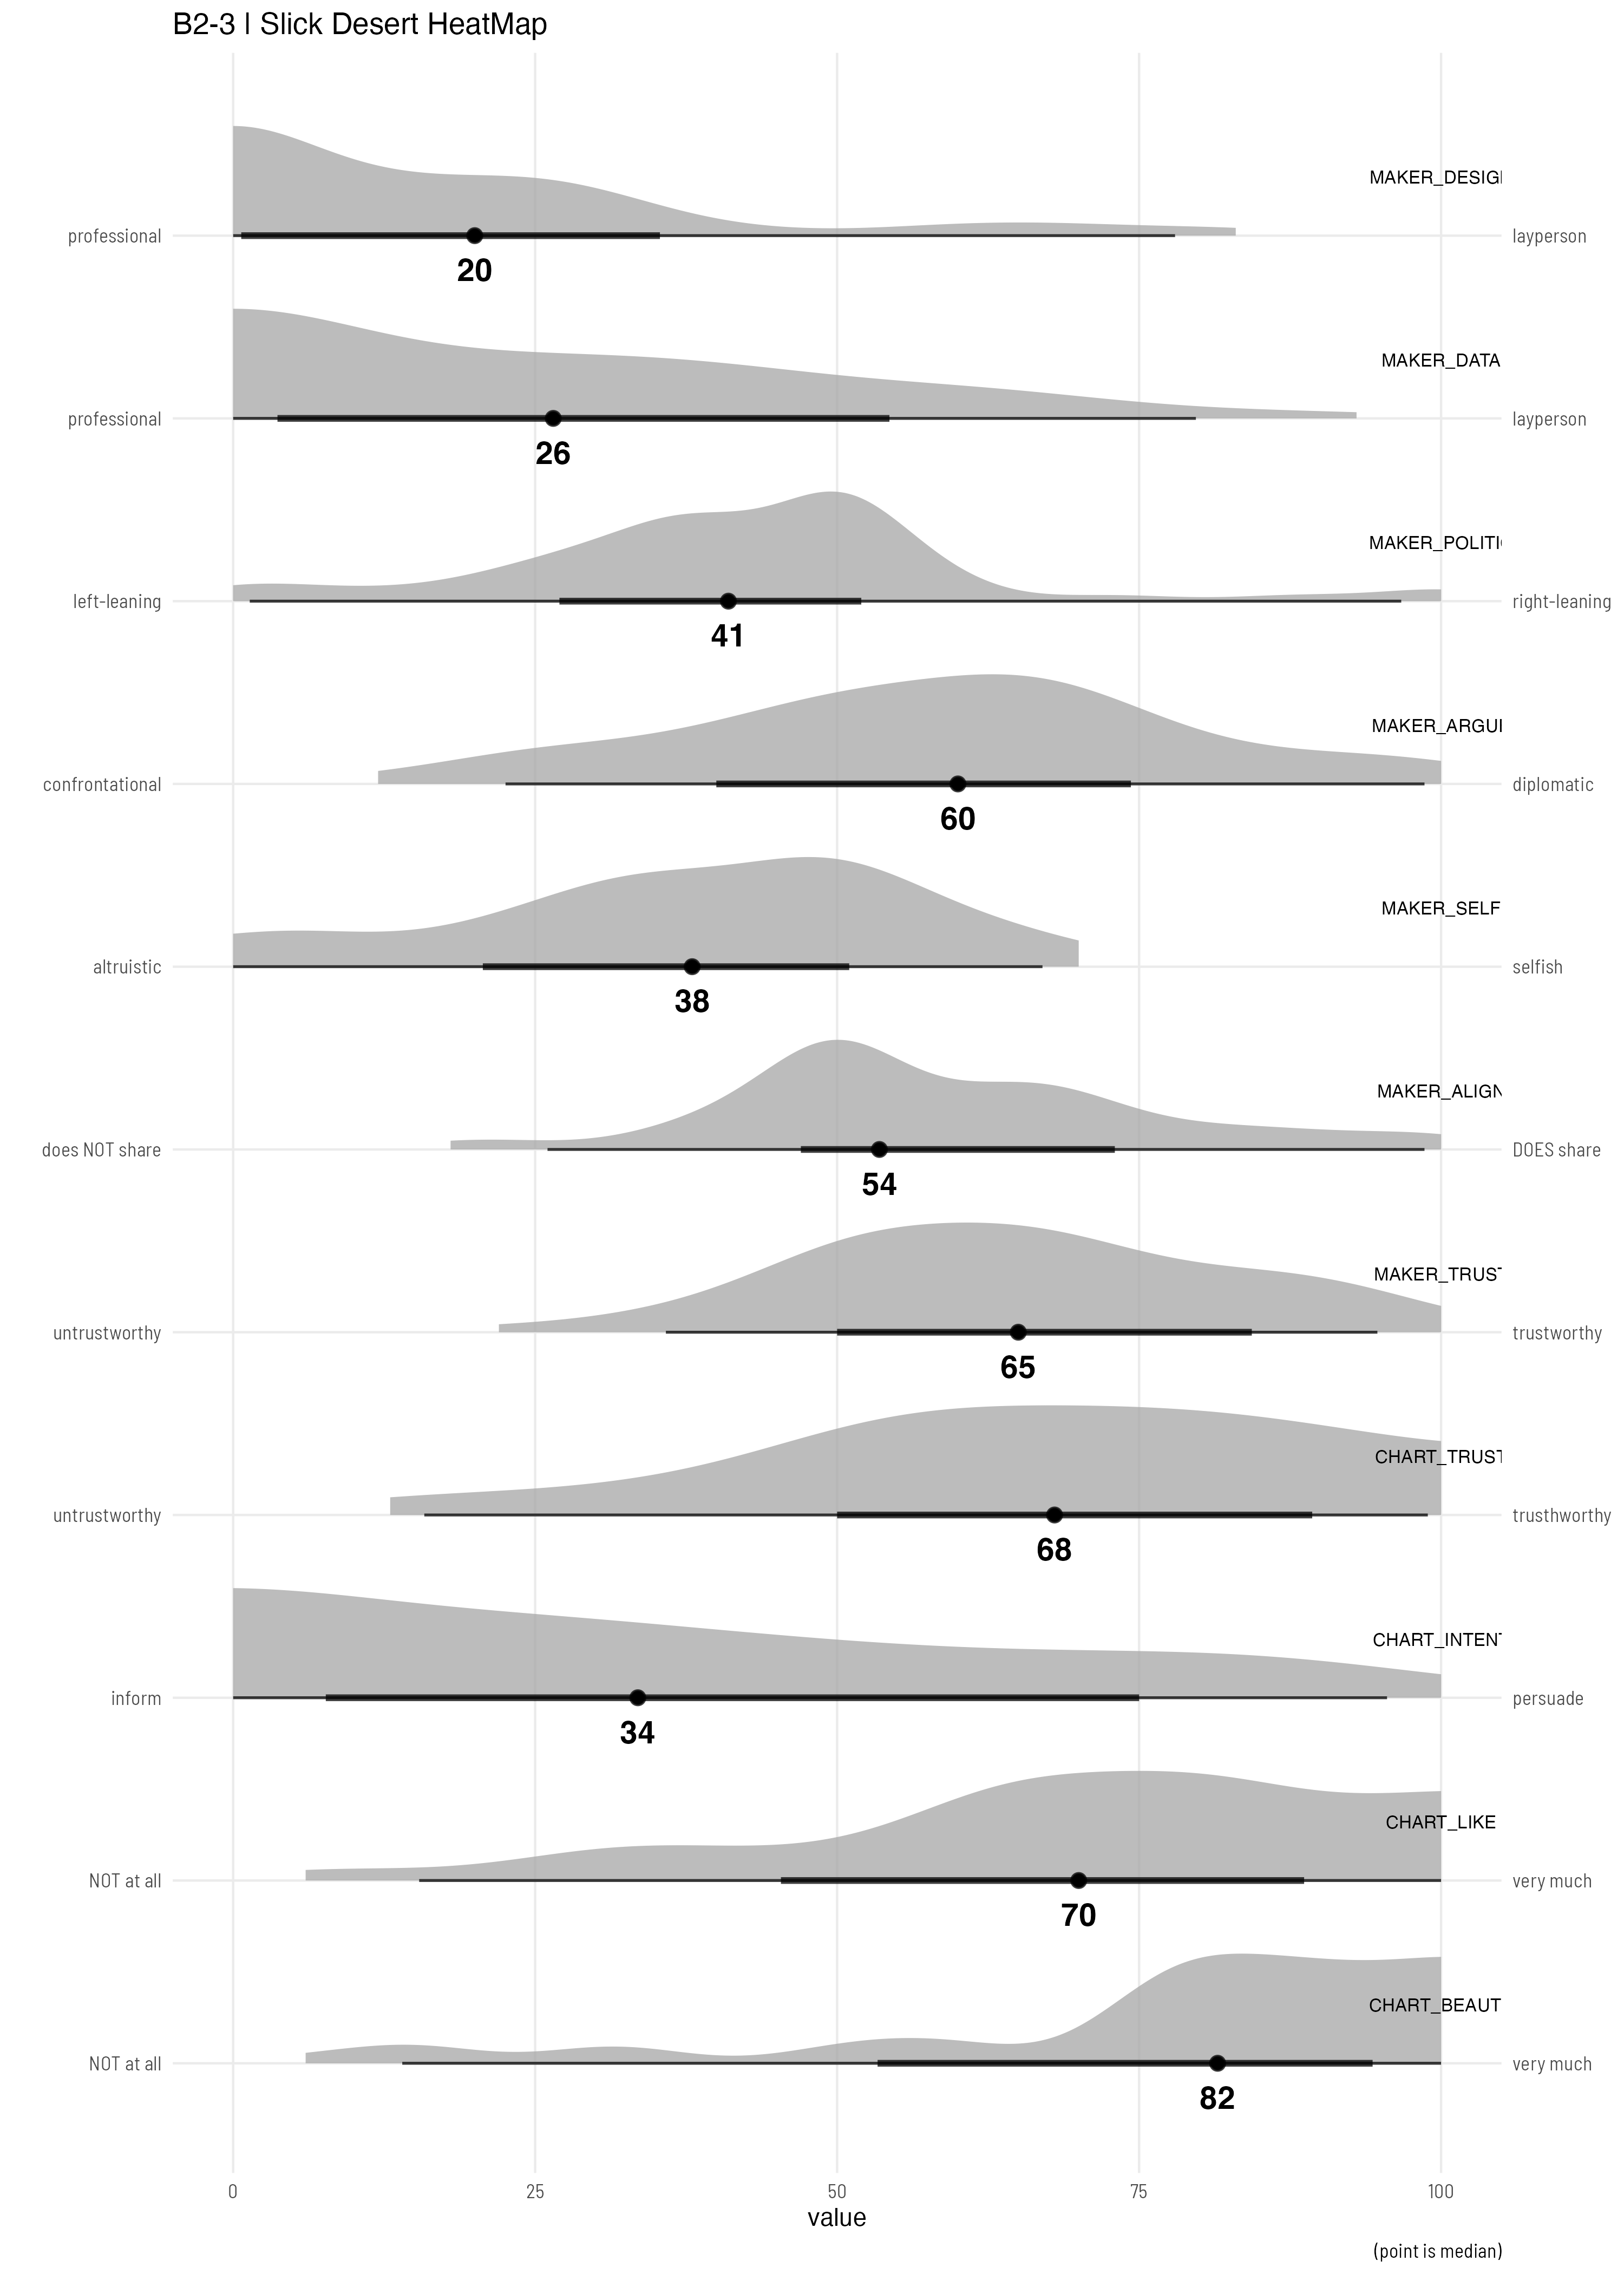 B2-3 | Slick Desert HeatMap
MAKER_DESIG
professional
layperson
20
MAKER_DATA
professional
layperson
26
MAKER_POLITI
left-leaning
right-leaning
41
MAKER_ARGU
confrontational
diplomatic
60
MAKER_SELF
altruistic
selfish
38
MAKER_ALIGN
does NOT share
DOES share
54
MAKER_TRUST
untrustworthy
trustworthy
65
CHART_TRUST
untrustworthy
trusthworthy
68
CHART_INTENT
inform
persuade
34
CHART_LIKE
NOT at all
very much
70
CHART_BEAUT
NOT at all
very much
82
0 25 50 75 100
value
(point is median)